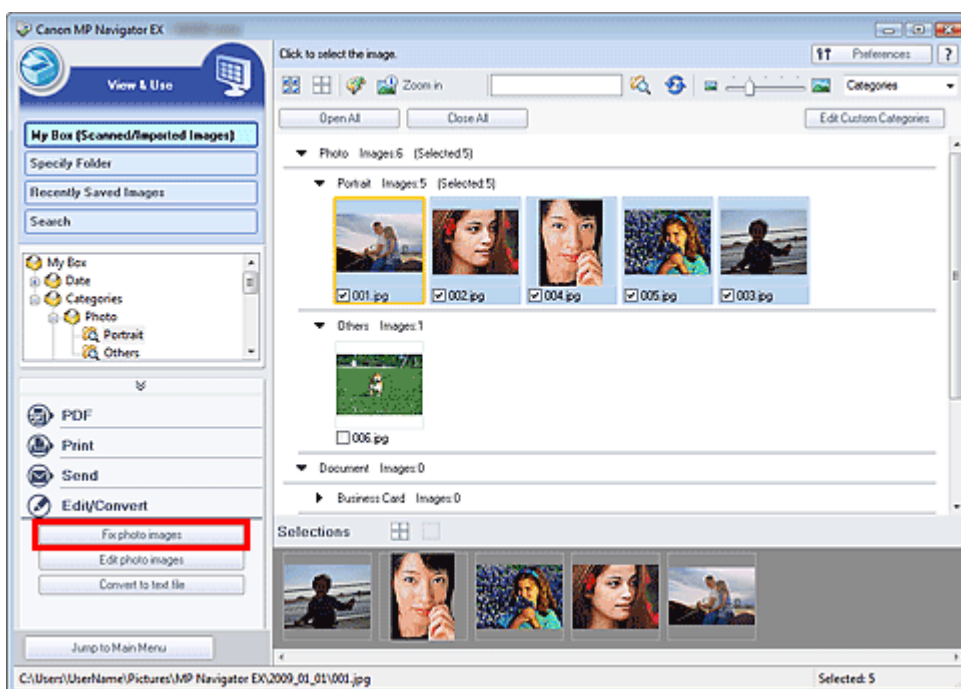 Canon MP Navigator EX
View & Use
My Box (Scanned/Imported Images)
Specify Folder
Recently Saved Images
Search
My Box
Date
Categories
Photo
Portrait
Others
PDF
Print
Send
Edit/Convert
Fix photo images
Edit photo images
Convert to text file
Jump to Main Menu
Click to select the image.
Preferences ?
Zoom in
Categories
Open All Close All Edit Custom Categories
Photo Images:6 (Selected:5)
Portrait Images:5 (Selected:5)
001.jpg 002.jpg 004.jpg 005.jpg 003.jpg
Others Images:1
006.jpg
Document Images:0
Business Card Images:0
Selections
C:\Users\UserName\Pictures\MP Navigator EX\2009_01_01\001.jpg Selected: 5